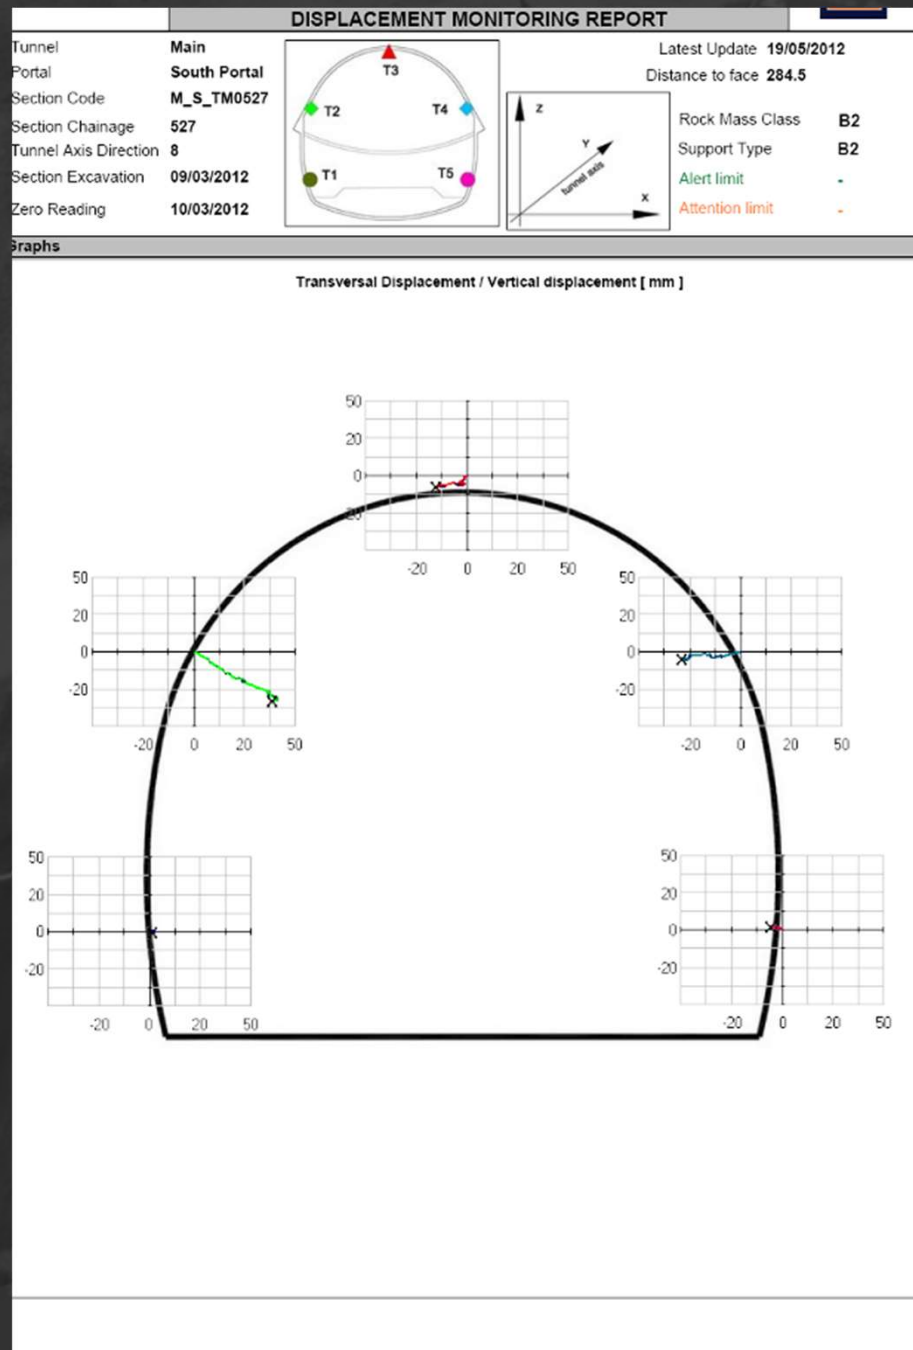 DISPLACEMENT MONITORING REPORT
Tunnel Main
Portal South Portal
Section Code M_S_TM0527
Section Chainage 527
Tunnel Axis Direction 8
Section Excavation 09/03/2012
Zero Reading 10/03/2012
T3
T2 T4
T1 T5
Z
Y
tunnel axis
X
Latest Update 19/05/2012
Distance to face 284.5
Rock Mass Class B2
Support Type B2
Alert limit -
Attention limit -
Graphs
Transversal Displacement / Vertical displacement [ mm ]
50
20
0
-20
-20 0 20 50
50
20
0
-20
-20 0 20 50
50
20
0
-20
-20 0 20 50
50
20
0
-20
-20 0 20 50
50
20
0
-20
-20 0 20 50